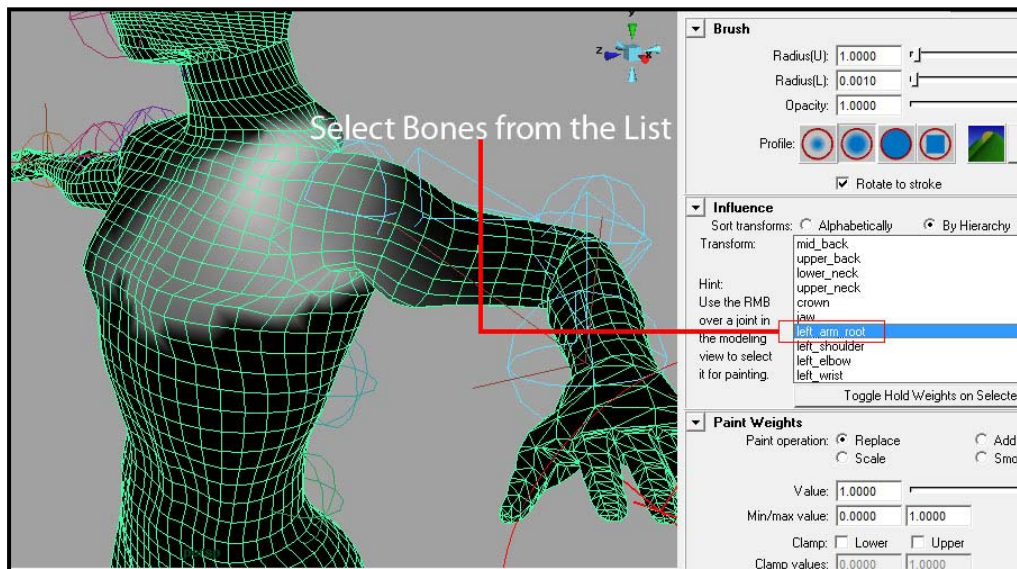 y
z
x
Select Bones from the List
Brush
Radius(U): 1.0000
Radius(L): 0.0010
Opacity: 1.0000
Profile:
Rotate to stroke
Influence
Sort transforms: Alphabetically By Hierarchy
Transform:
mid_back
upper_back
lower_neck
upper_neck
crown
jaw
left_arm_root
left_shoulder
left_elbow
left_wrist
Hint:
Use the RMB
over a joint in
the modeling
view to select
it for painting.
Toggle Hold Weights on Selecte
Paint Weights
Paint operation: Replace Add
Scale Smo
Value: 1.0000
Min/max value: 0.0000 1.0000
Clamp: Lower Upper
Clamp values: 0.0000 1.0000